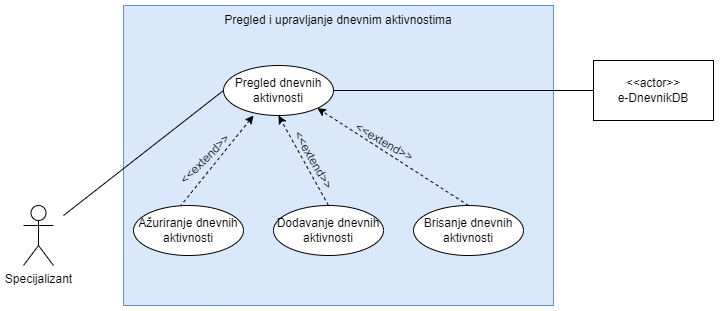 Pregled i upravljanje dnevnim aktivnostima
Pregled dnevnih
aktivnosti
<<actor>>
e-DnevnikDB
<<extend>>
<<extend>>
<<extend>>
Ažuriranje dnevnih
aktivnosti
Dodavanje dnevnih
aktivnosti
Brisanje dnevnih
aktivnosti
Specijalizant